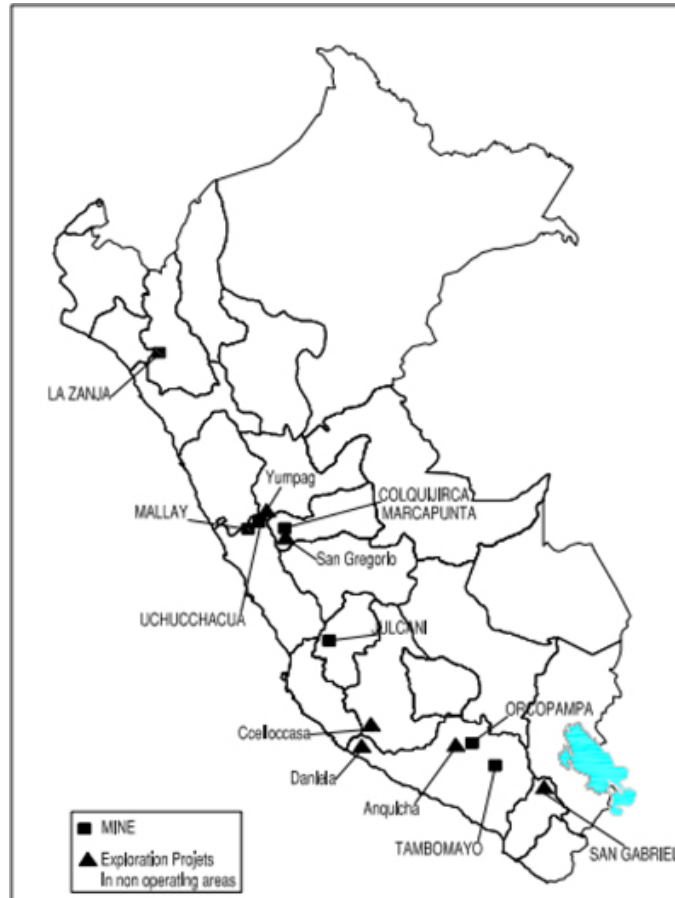 LA ZANJA
Yumpag
COLQUIJIRCA
MARCAPUNTA
MALLAY
San Gregorio
UCHUCCHACUA
JULCANI
ORCOPAMPA
Coelloccasa
Daniela
Anquicha
TAMBOMAYO
SAN GABRIEL
MINE
Exploration Projets
In non operating areas